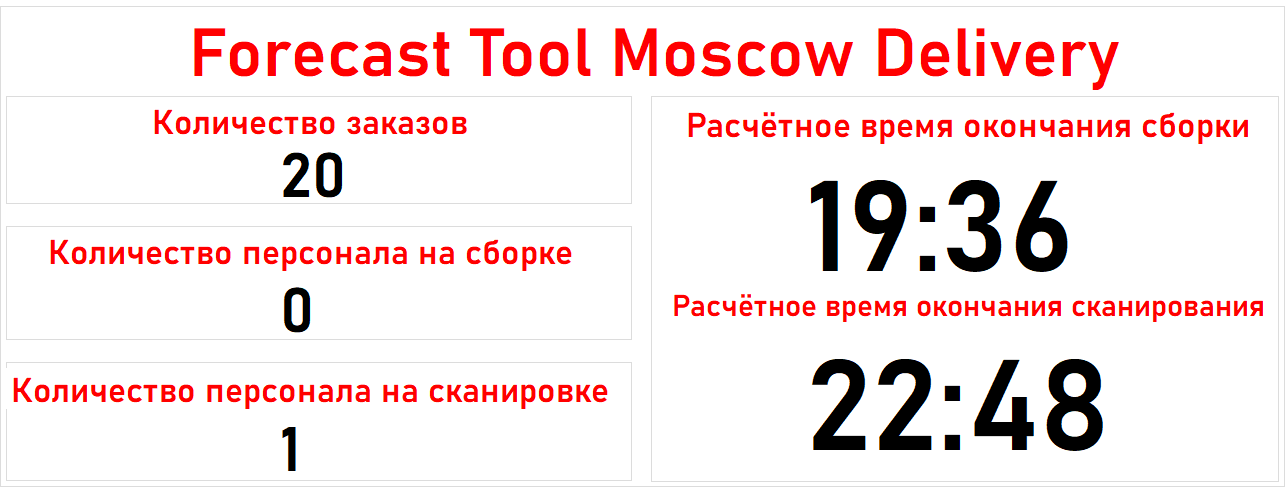 Forecast Tool Moscow Delivery
Количество заказов
20
Количество персонала на сборке
0
Количество персонала на сканировке
1
Расчётное время окончания сборки
19:36
Расчётное время окончания сканирования
22:48